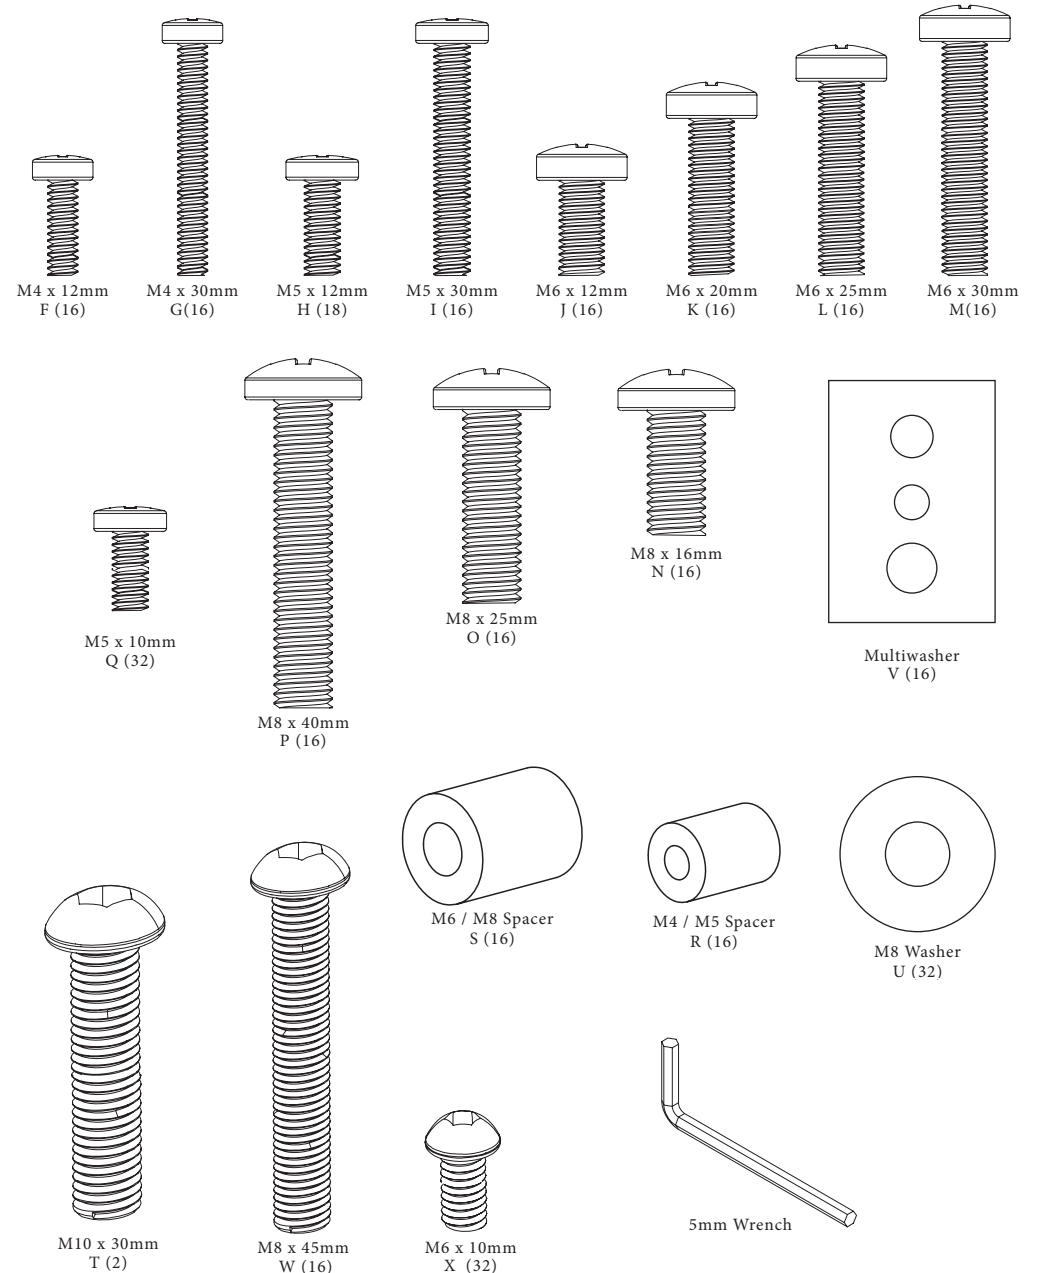 M4 x 12mm
F (16)
M4 x 30mm
G(16)
M5 x 12mm
H (18)
M5 x 30mm
I (16)
M6 x 12mm
J (16)
M6 x 20mm
K (16)
M6 x 25mm
L (16)
M6 x 30mm
M(16)
M5 x 10mm
Q (32)
M8 x 40mm
P (16)
M8 x 25mm
O (16)
M8 x 16mm
N (16)
Multiwasher
V (16)
M6 / M8 Spacer
S (16)
M4 / M5 Spacer
R (16)
M8 Washer
U (32)
M10 x 30mm
T (2)
M8 x 45mm
W (16)
M6 x 10mm
X (32)
5mm Wrench